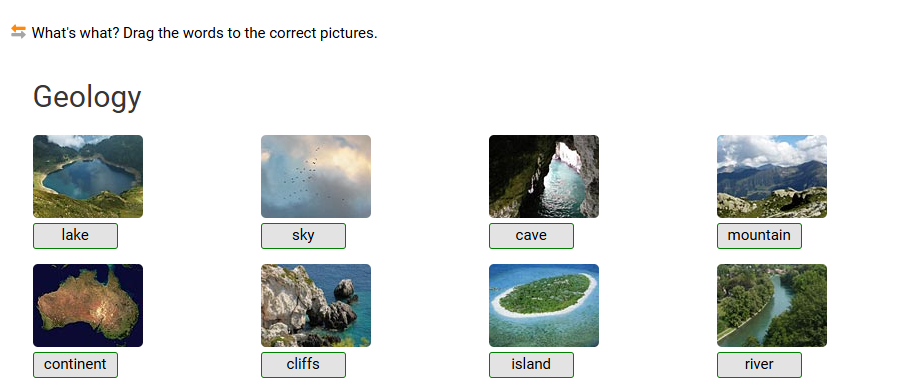 What's what? Drag the words to the correct pictures.
Geology
lake sky cave mountain
continent cliffs island river